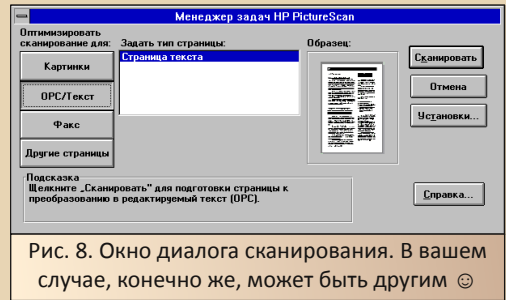 Менеджер задач HP PictureScan
Оптимизировать
сканирование для:
Картинки
ОРС/Текст
Факс
Другие страницы
Задать тип страницы:
Страница текста
Образец:
Сканировать
Отмена
Установки...
Подсказка
Щелкните „Сканировать" для подготовки страницы к
преобразованию в редактируемый текст (ОРС).
Справка...
Рис. 8. Окно диалога сканирования. В вашем
случае, конечно же, может быть другим ☺